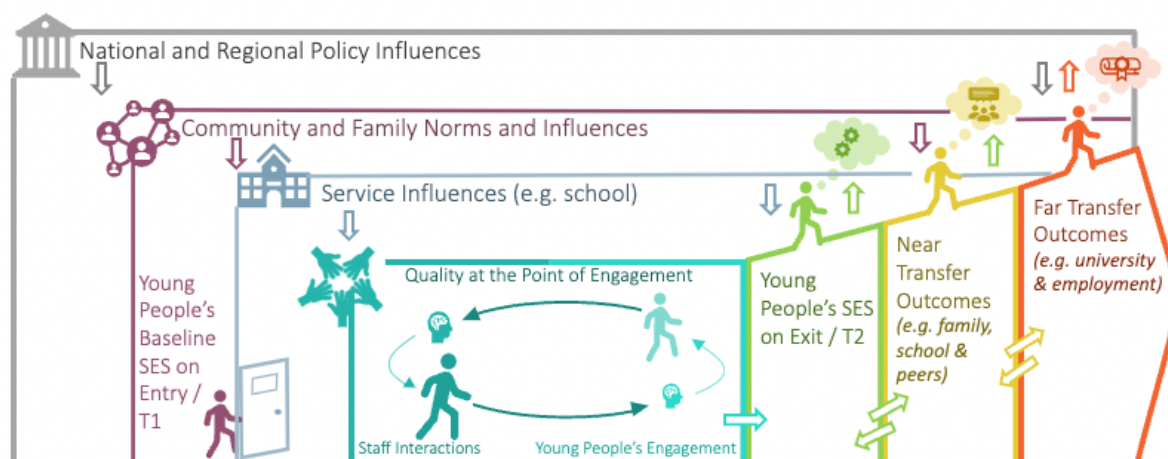 National and Regional Policy Influences
Community and Family Norms and Influences
Service Influences (e.g. school)
Quality at the Point of Engagement
Young
People's
Baseline
SES on
Entry /
T1
Staff Interactions
Young People's Engagement
Young
People's SES
on Exit / T2
Near
Transfer
Outcomes
(e.g. family,
school &
peers)
Far Transfer
Outcomes
(e.g. university
& employment)